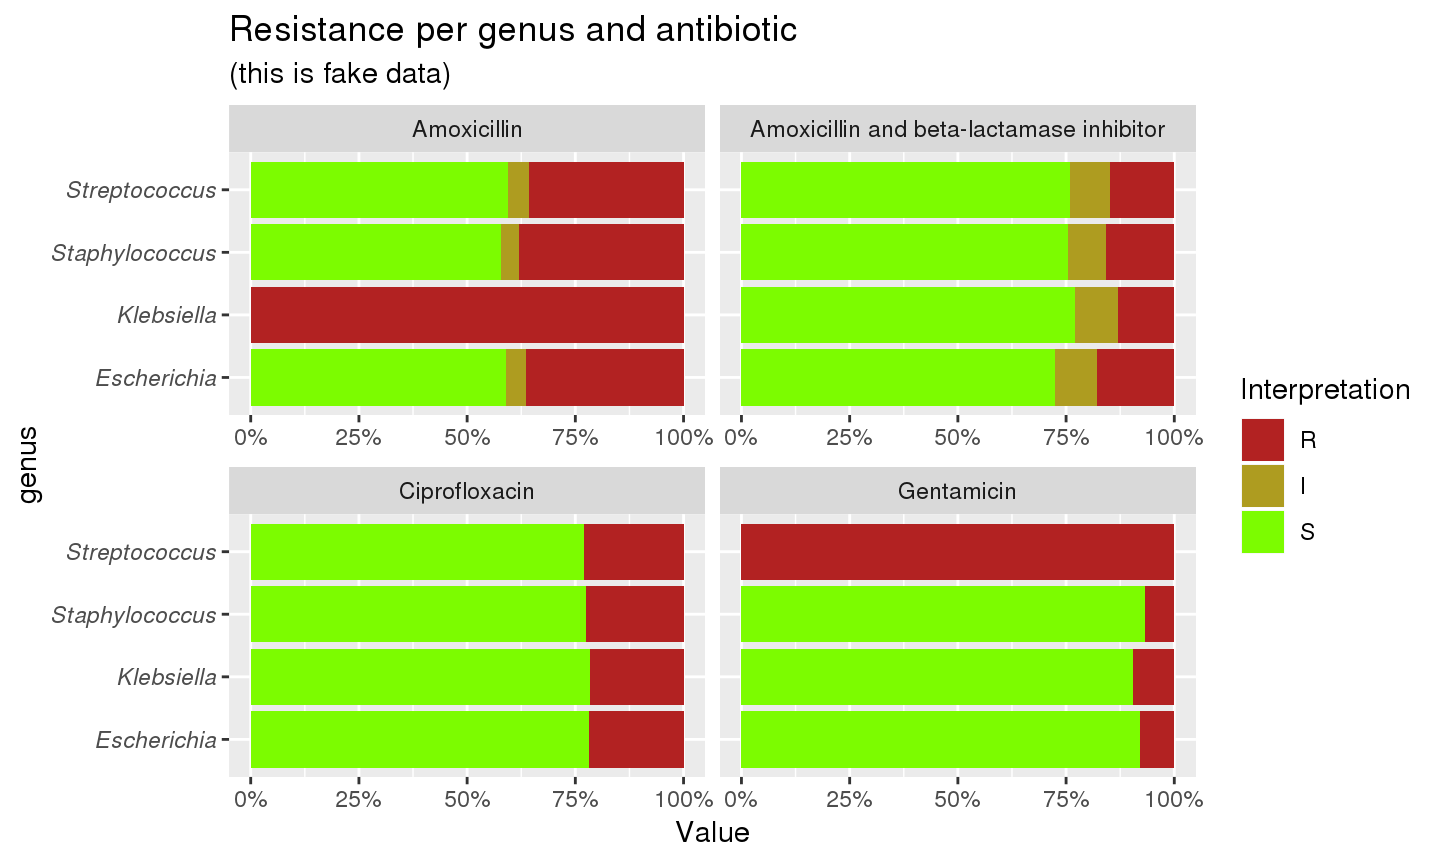 Resistance per genus and antibiotic
(this is fake data)
Amoxicillin
Amoxicillin and beta-lactamase inhibitor
Streptococcus
Staphylococcus
Klebsiella
Escherichia
0% 25% 50% 75% 100%
0% 25% 50% 75% 100%
Ciprofloxacin
Gentamicin
Streptococcus
Staphylococcus
Klebsiella
Escherichia
0% 25% 50% 75% 100%
0% 25% 50% 75% 100%
genus
Value
Interpretation
R
I
S